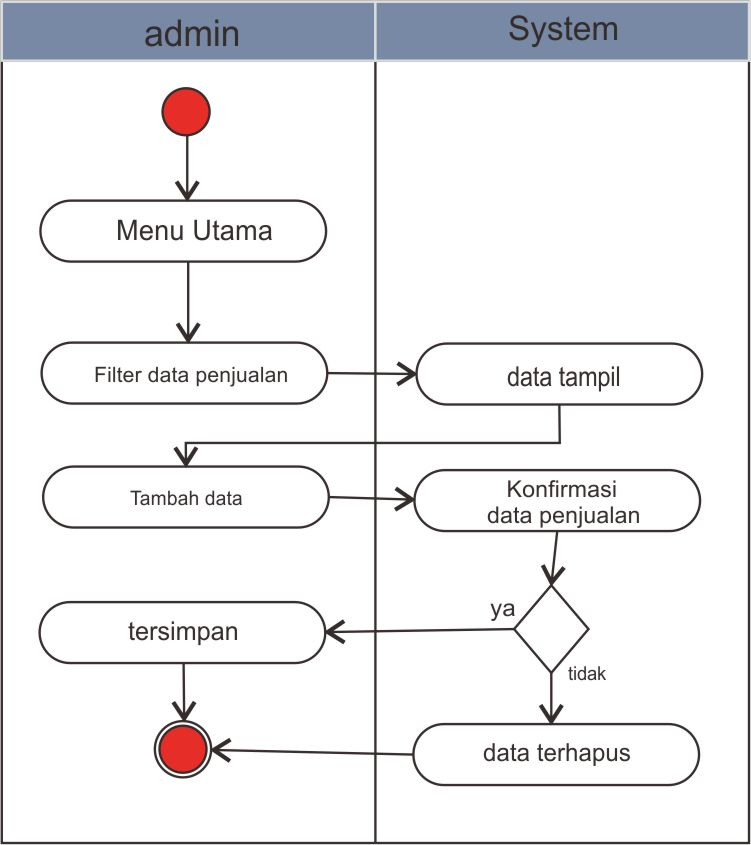 admin
System
Menu Utama
Filter data penjualan
data tampil
Tambah data
Konfirmasi
data penjualan
ya
tersimpan
tidak
data terhapus